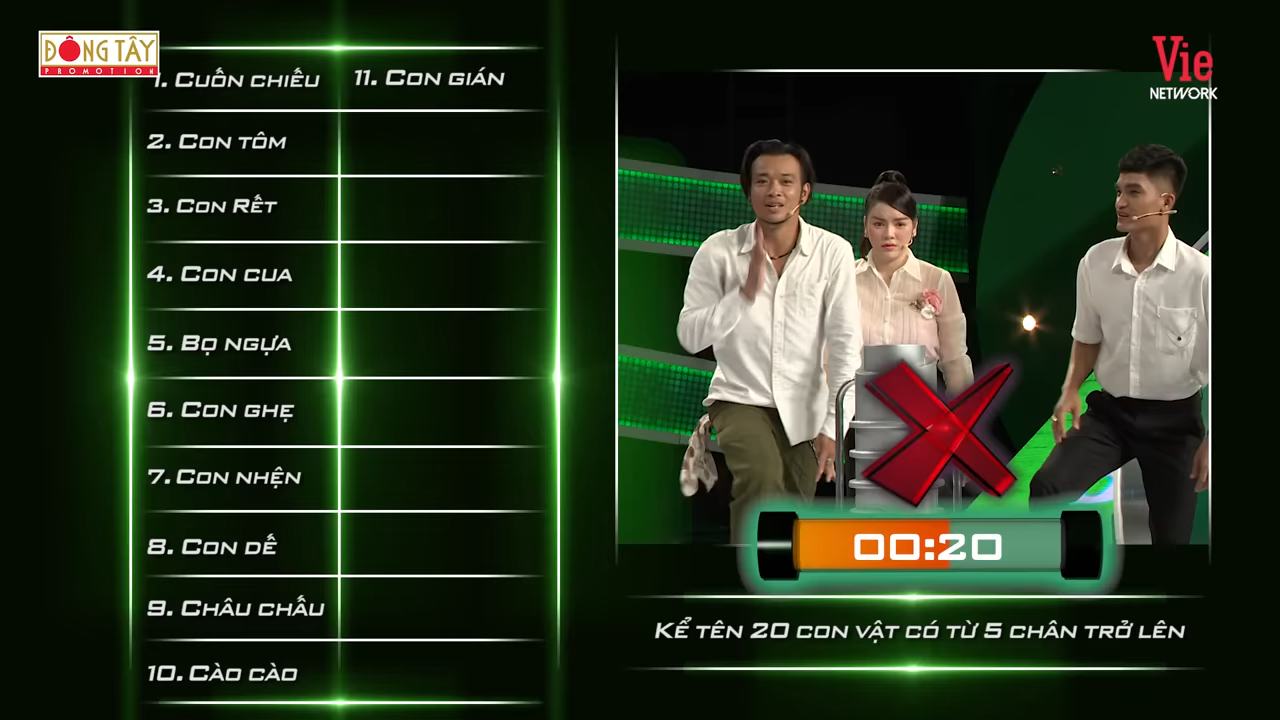 ĐÔNG TÂY
PROMOTION
Vie
NETWORK
1. CUỐN CHIẾU
11. CON GIÁN
2. CON TÔM
3. CON RẾT
4. CON CUA
5. BỌ NGỰA
6. CON GHẸ
7. CON NHỆN
8. CON DẾ
9. CHÂU CHẤU
10. CÀO CÀO
00:20
KỂ TÊN 20 CON VẬT CÓ TỪ 5 CHÂN TRỞ LÊN